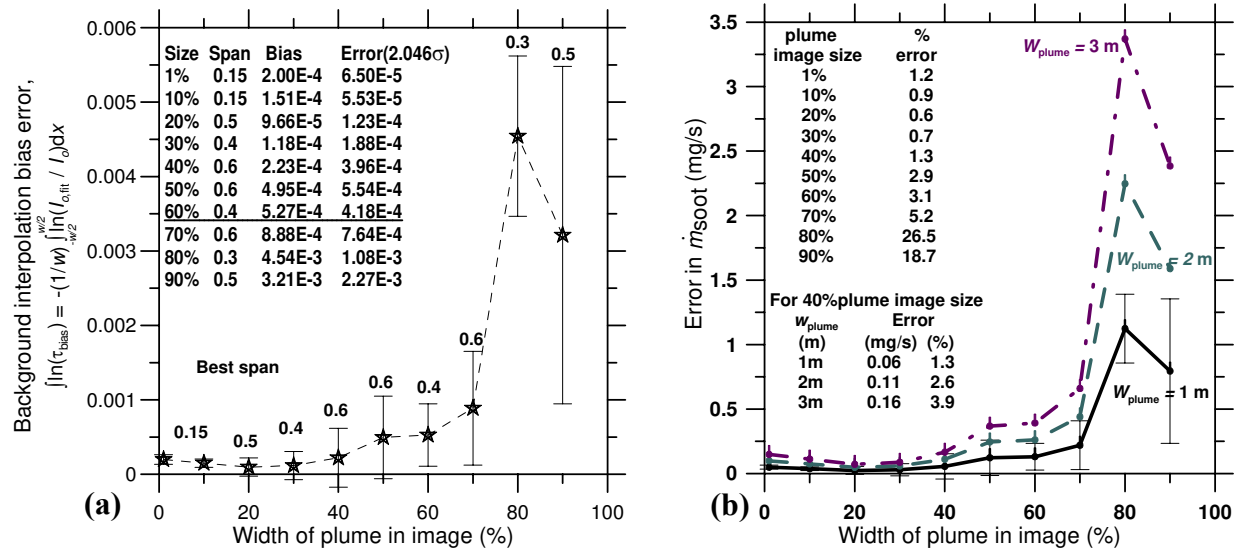 Background interpolation bias error,
∫ln(τbias) = -(1/w) ∫ln(Io,fit / Io)dx
w/2
-w/2
0.006
0.005
0.004
0.003
0.002
0.001
0
Size Span Bias Error(2.046σ)
1% 0.15 2.00E-4 6.50E-5
10% 0.15 1.51E-4 5.53E-5
20% 0.5 9.66E-5 1.23E-4
30% 0.4 1.18E-4 1.88E-4
40% 0.6 2.23E-4 3.96E-4
50% 0.6 4.95E-4 5.54E-4
60% 0.4 5.27E-4 4.18E-4
70% 0.6 8.88E-4 7.64E-4
80% 0.3 4.54E-3 1.08E-3
90% 0.5 3.21E-3 2.27E-3
0.3
0.5
Best span
0.15 0.5 0.4 0.6 0.6 0.4 0.6
0 20 40 60 80 100
(a)
Width of plume in image (%)
Error in ṁsoot (mg/s)
3.5
3
2.5
2
1.5
1
0.5
0
plume %
image size error
1% 1.2
10% 0.9
20% 0.6
30% 0.7
40% 1.3
50% 2.9
60% 3.1
70% 5.2
80% 26.5
90% 18.7
For 40%plume image size
wplume Error
(m) (mg/s) (%)
1m 0.06 1.3
2m 0.11 2.6
3m 0.16 3.9
Wplume = 3 m
Wplume = 2 m
Wplume = 1 m
0 20 40 60 80 100
(b)
Width of plume in image (%)